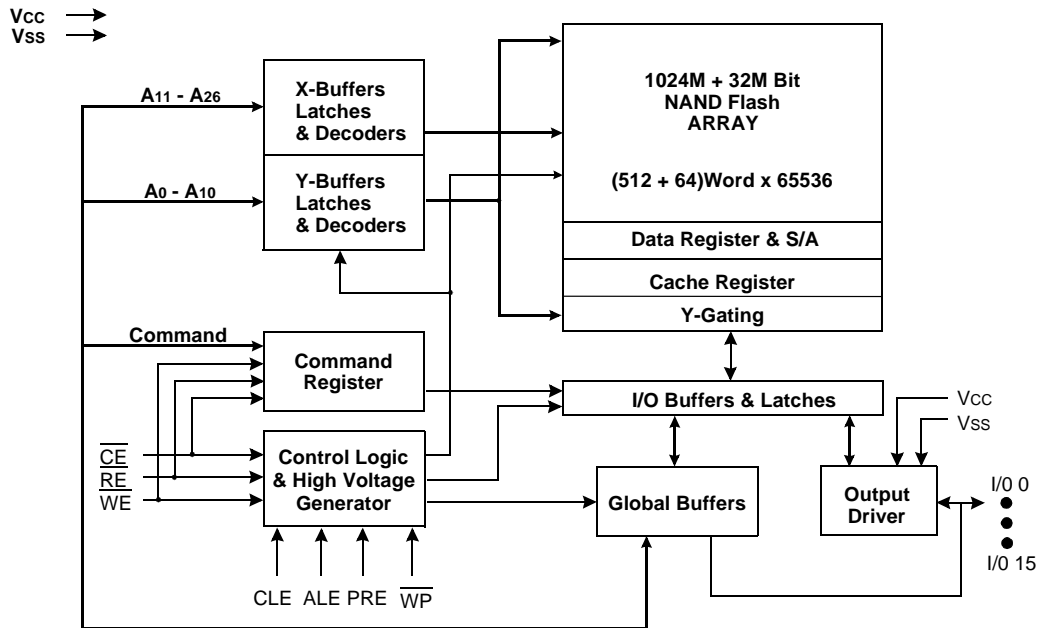 VCC
VSS
A11 - A26
X-Buffers
Latches
& Decoders
A0 - A10
Y-Buffers
Latches
& Decoders
1024M + 32M Bit
NAND Flash
ARRAY
(512 + 64)Word x 65536
Data Register & S/A
Cache Register
Y-Gating
Command
Command
Register
I/O Buffers & Latches
VCC
VSS
CE
RE
WE
Control Logic
& High Voltage
Generator
Global Buffers
Output
Driver
I/0 0
I/0 15
CLE
ALE
PRE
WP